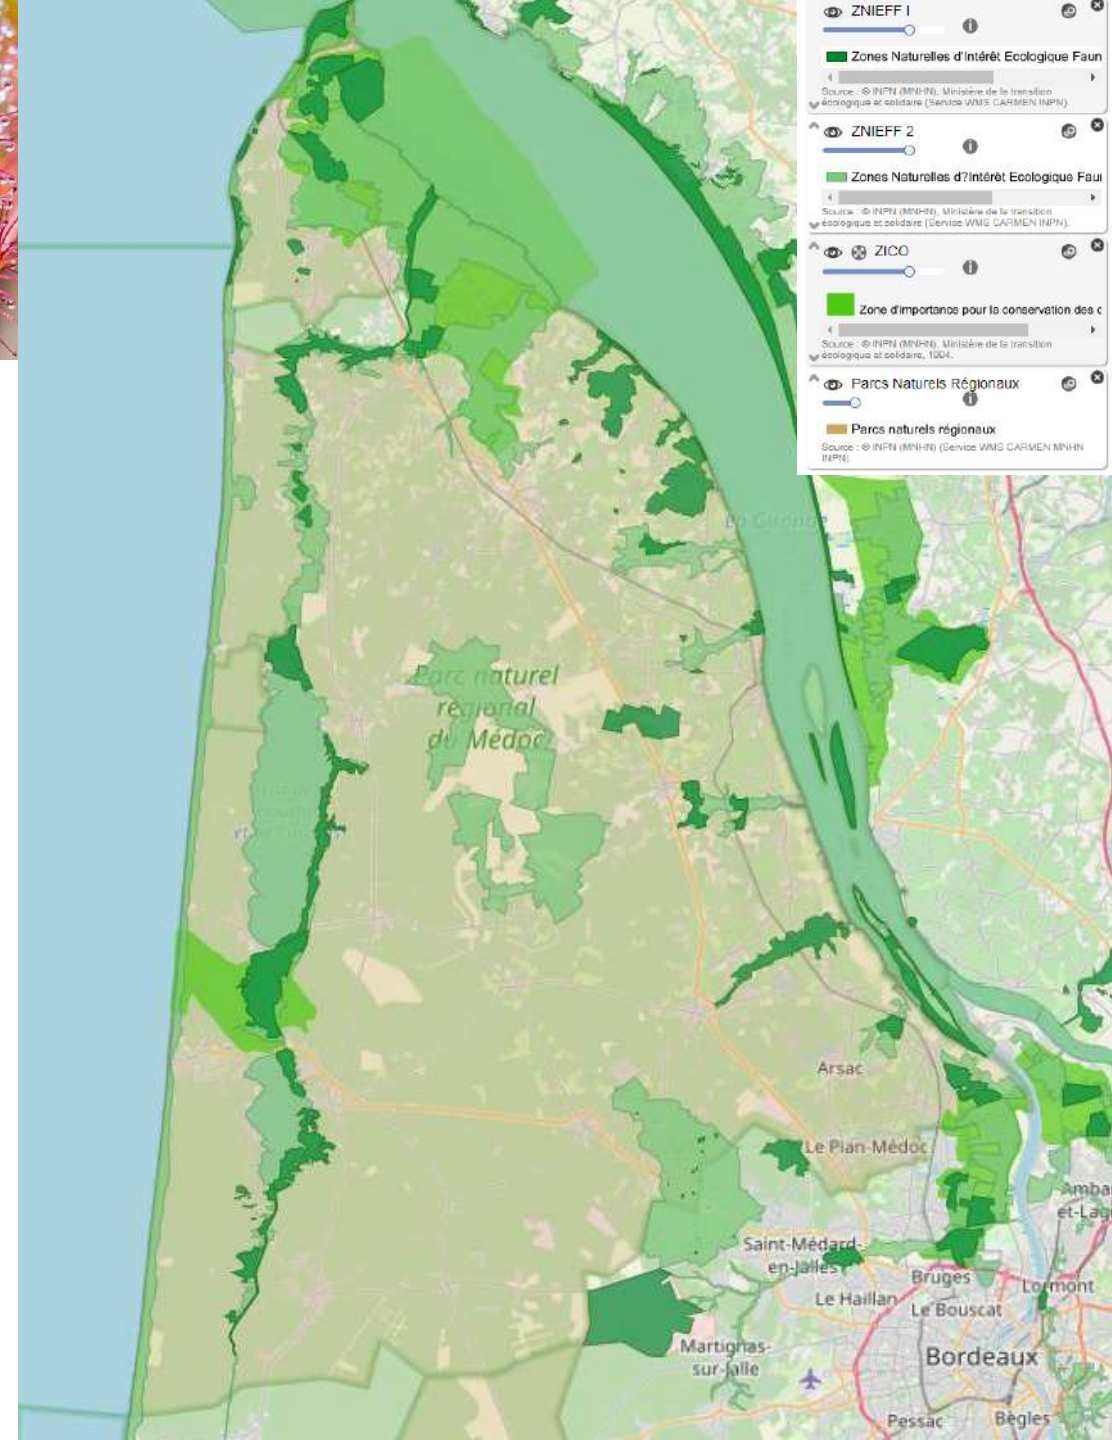 ZNIEFF I
Zones Naturelles d'Intérêt Ecologique Faun
Source : © INPN (MNHN), Ministère de la transition
écologique et solidaire (Service WMS CARMEN INPN).
ZNIEFF 2
Zones Naturelles d?Intérêt Ecologique Faun
Source : © INPN (MNHN), Ministère de la transition
écologique et solidaire (Service WMS CARMEN INPN).
ZICO
Zone d'importance pour la conservation des o
Source : © INPN (MNHN), Ministère de la transition
écologique et solidaire, 1994.
Parcs Naturels Régionaux
Parcs naturels régionaux
Source : © INPN (MNHN) (Service WMS CARMEN MNHN
INPN)
La Gironde
Parc naturel
régional
du Médoc
Arsac
Le Pian-Médoc
Amba
et-Lag
Saint-Médard-
en-Jalles
Bruges
Lormont
Le Haillan
Le Bouscat
Martignas-
sur-Jalle
Bordeaux
Pessac
Bègles